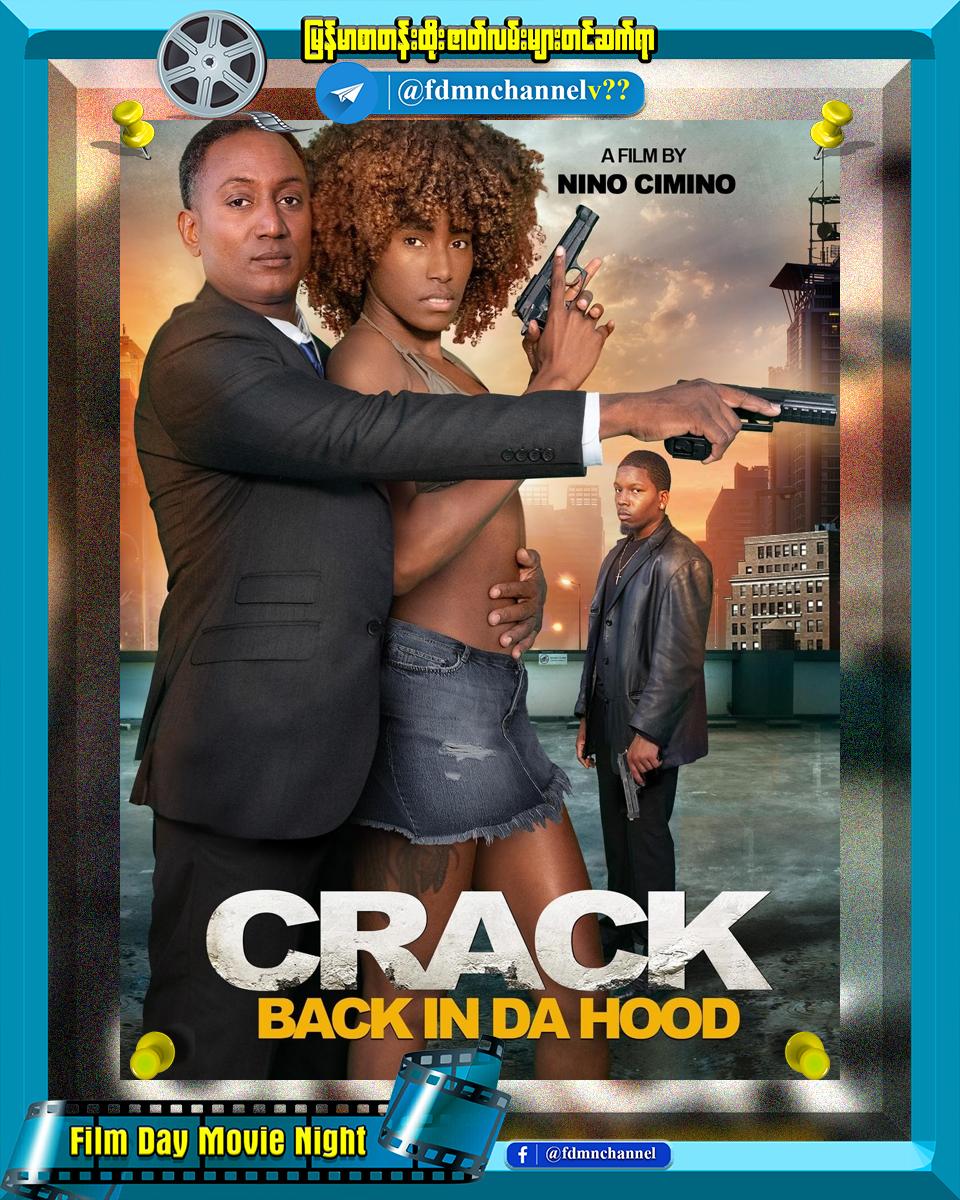 မြန်မာစာတန်းထိုးဇာတ်လမ်းများတင်ဆက်ရာ
@fdmnchannelv??
A FILM BY
NINO CIMINO
CRACK
BACK IN DA HOOD
Film Day Movie Night
@fdmnchannel